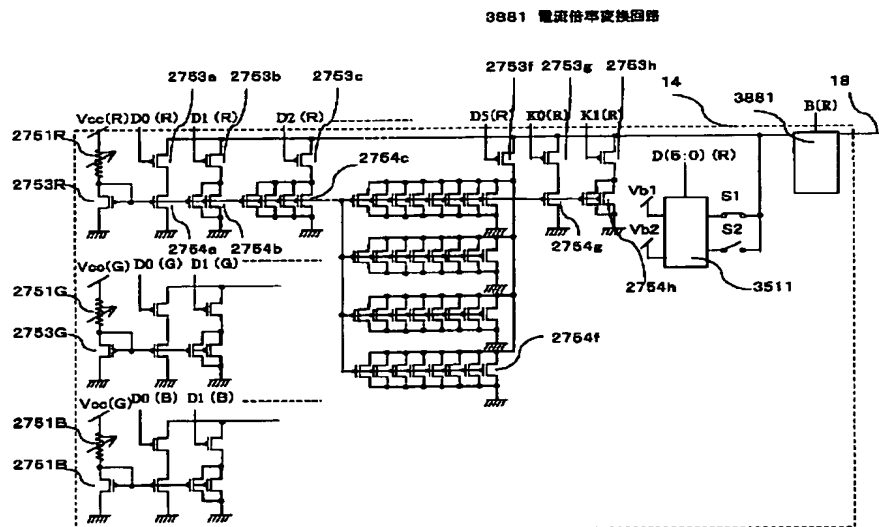 3881 電流倍率変換回路
2753a 2753b 2753c 2753f 2753g 2753h
14 3881 18
B(R)
Vcc(R) D0(R) D1(R) D2(R) D5(R) K0(R) K1(R)
2751R
2754c
D(5:0)(R)
2753R
Vb1 S1
Vb2 S2
2754a 2754b 2754g
3511
2754h
Vcc(G) D0(G) D1(G)
2751G
2753G
2754f
Vcc(G) D0(B) D1(B)
2751B
2751B